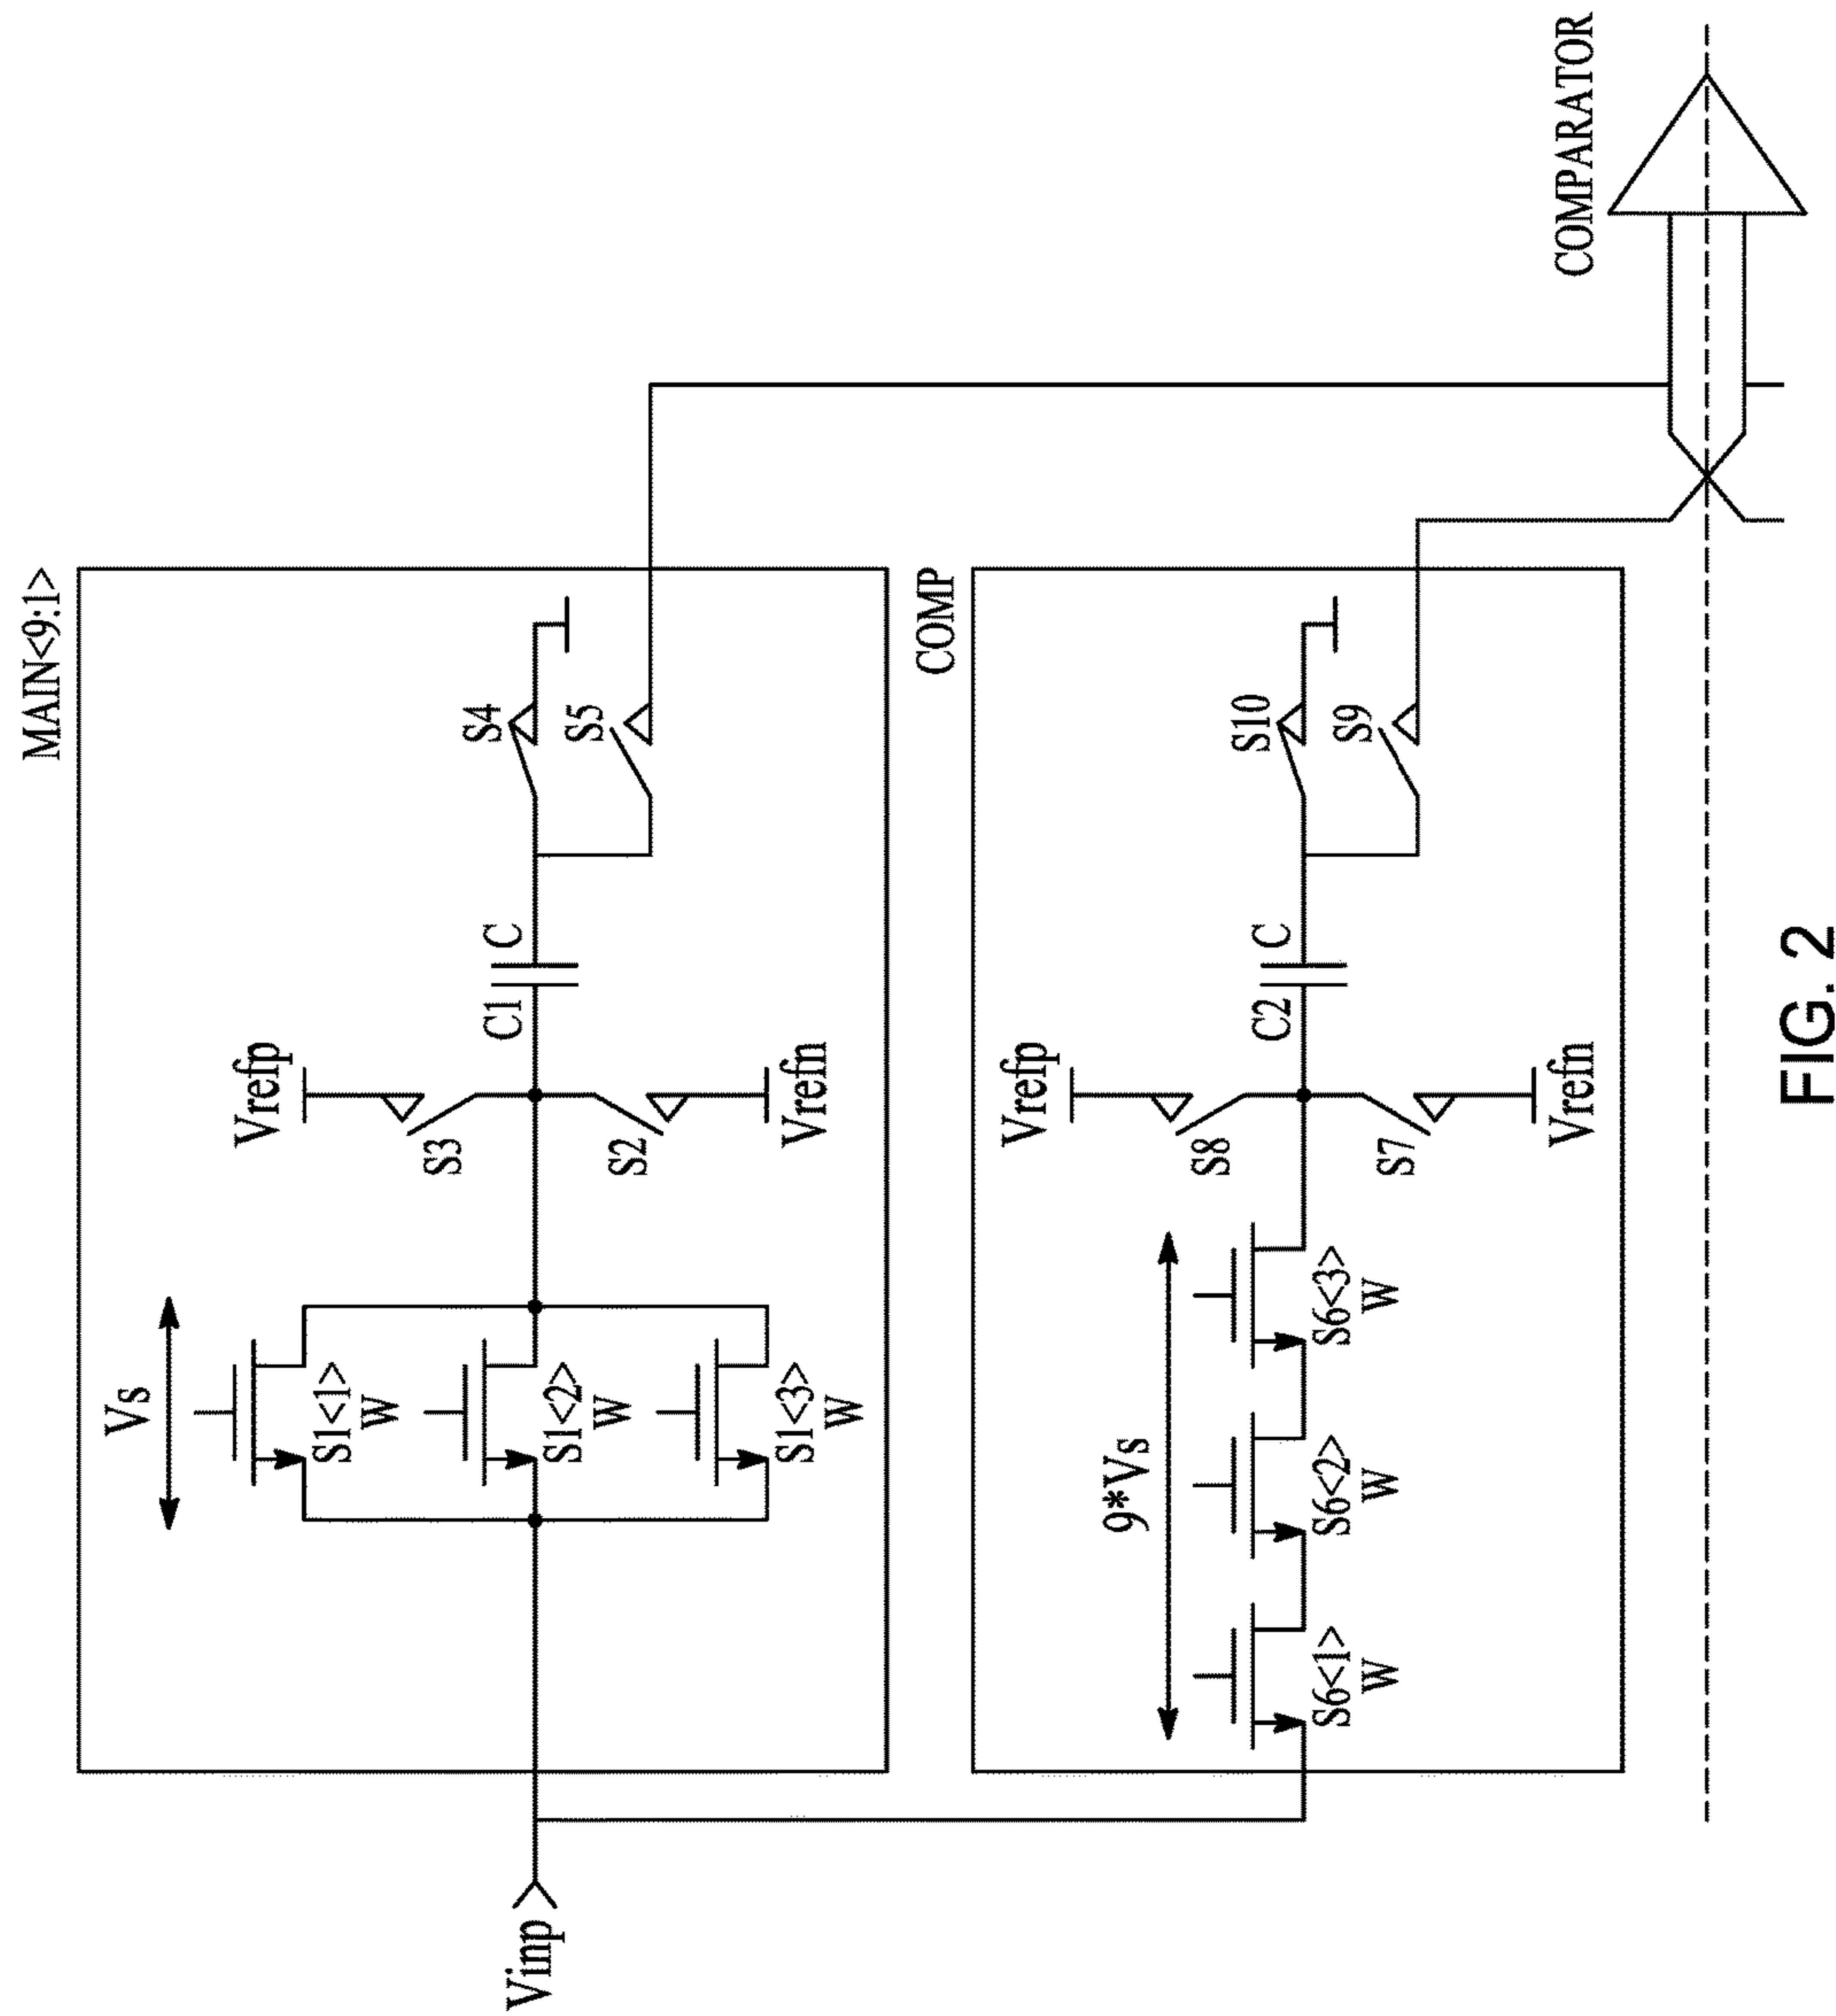 MAIN<9:1>
Vs
S1<1>
W
S1<2>
W
S1<3>
W
Vrefp
S3
S2
Vrefn
C1
C
S4
S5
Vinp
COMP
9*Vs
S6<1>
W
S6<2>
W
S6<3>
W
Vrefp
S8
S7
Vrefn
C2
C
S10
S9
COMPARATOR
FIG. 2